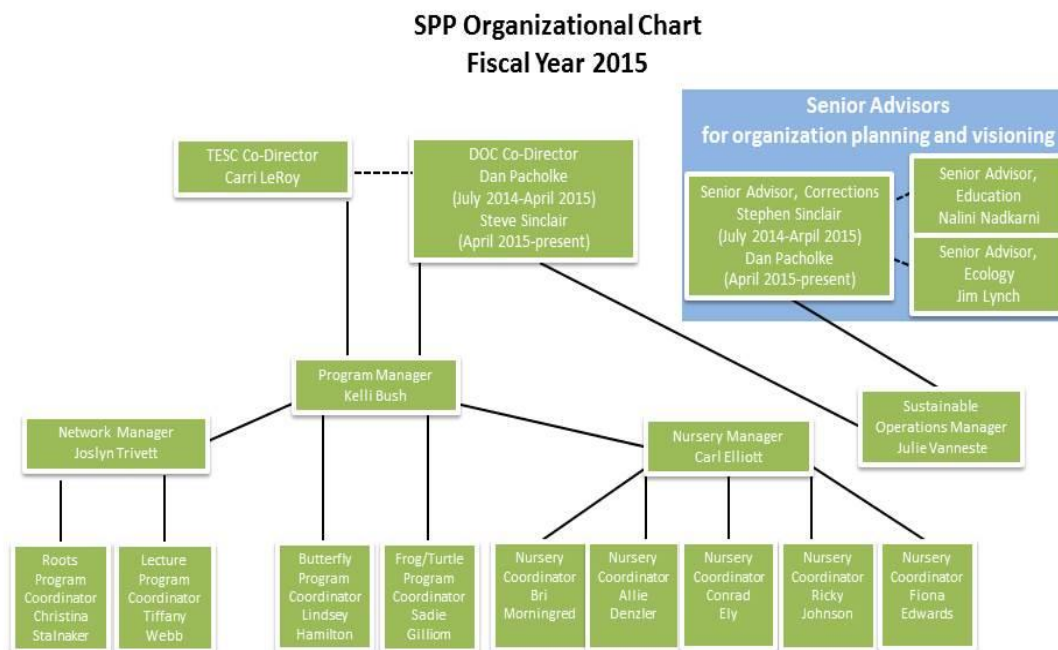 SPP Organizational Chart
Fiscal Year 2015
Senior Advisors
for organization planning and visioning
TESC Co-Director
Carri LeRoy
DOC Co-Director
Dan Pacholke
(July 2014-April 2015)
Steve Sinclair
(April 2015-present)
Senior Advisor, Corrections
Stephen Sinclair
(July 2014-Arpil 2015)
Dan Pacholke
(April 2015-present)
Senior Advisor,
Education
Nalini Nadkarni
Senior Advisor,
Ecology
Jim Lynch
Program Manager
Kelli Bush
Network Manager
Joslyn Trivett
Nursery Manager
Carl Elliott
Sustainable
Operations Manager
Julie Vanneste
Roots
Program
Coordinator
Christina
Stalnaker
Lecture
Program
Coordinator
Tiffany
Webb
Butterfly
Program
Coordinator
Lindsey
Hamilton
Frog/Turtle
Program
Coordinator
Sadie
Gilliom
Nursery
Coordinator
Bri
Morningred
Nursery
Coordinator
Allie
Denzler
Nursery
Coordinator
Conrad
Ely
Nursery
Coordinator
Ricky
Johnson
Nursery
Coordinator
Fiona
Edwards